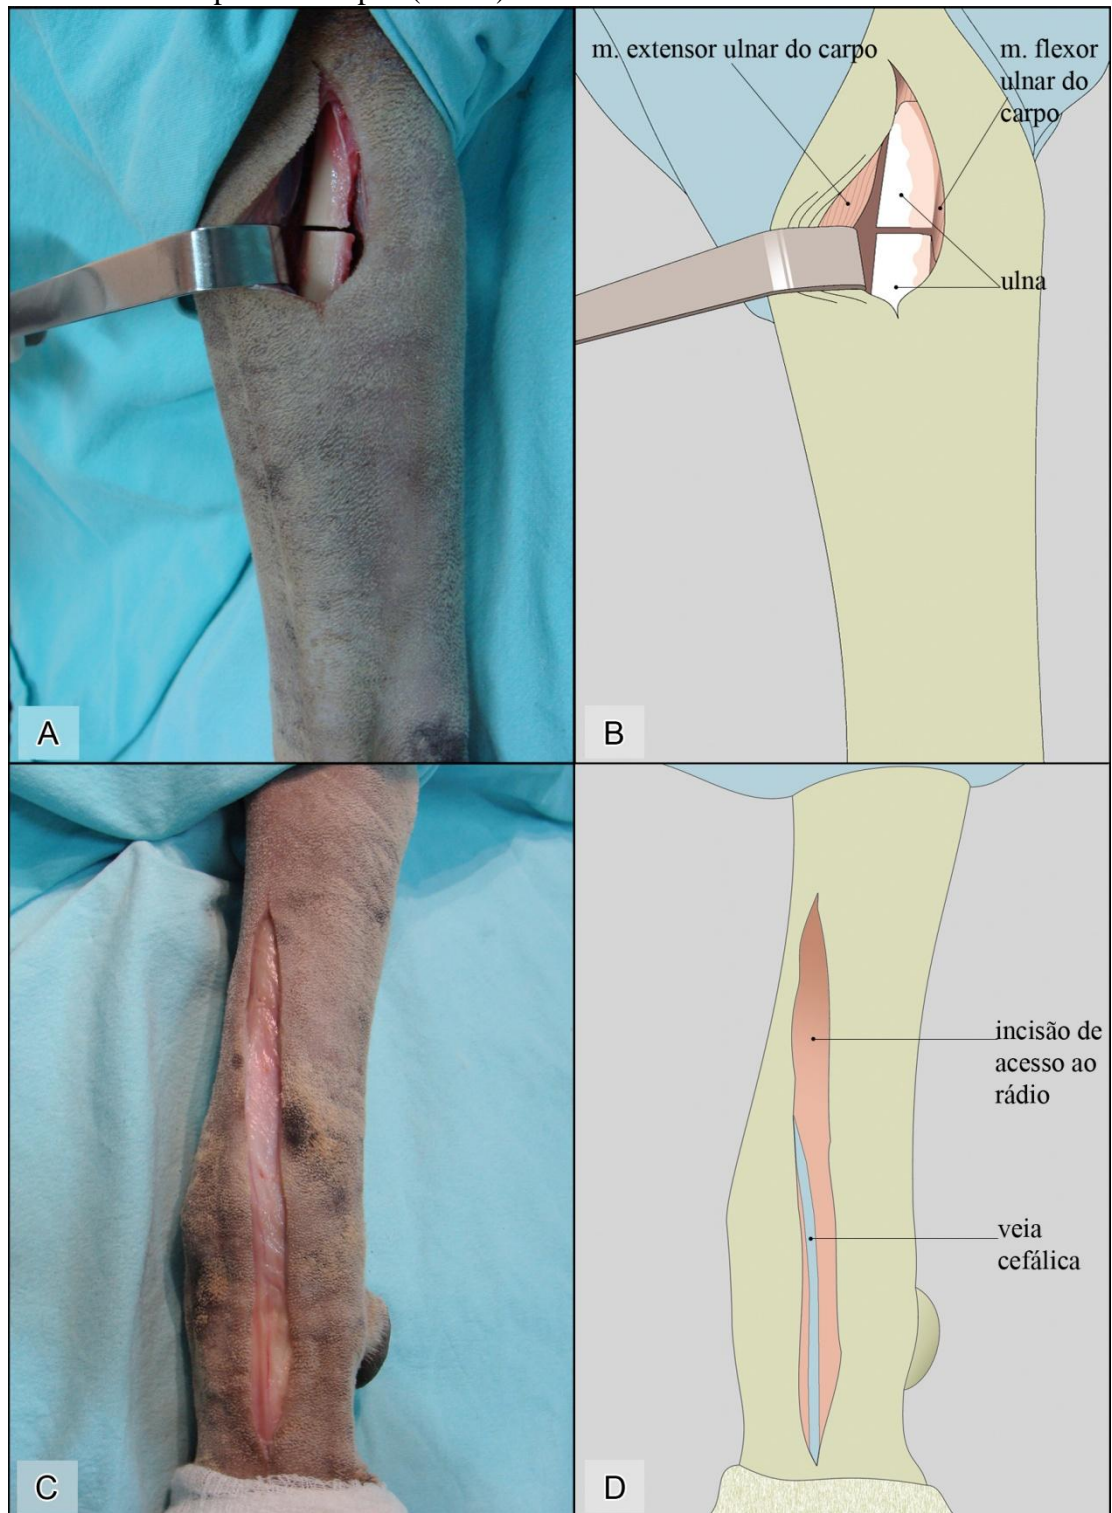 m. extensor ulnar do carpo
m. flexor
ulnar do
carpo
ulna
A
B
incisão de
acesso ao
rádio
veia
cefálica
C
D